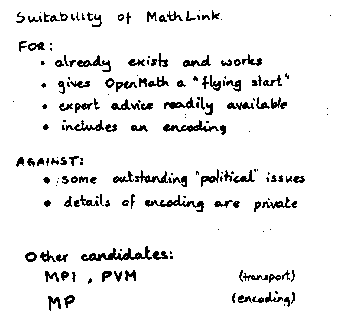 Suitability of MathLink.
FOR:
• already exists and works
• gives OpenMath a "flying start"
• expert advice readily available
• includes an encoding
AGAINST:
• some outstanding "political" issues
• details of encoding are private
Other candidates:
MPI, PVM (transport)
MP (encoding)